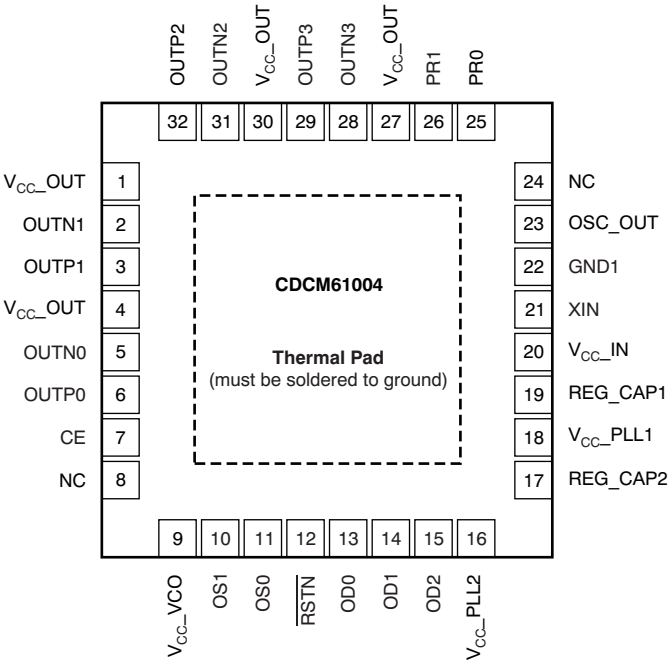 OUTP2
OUTN2
VCC_OUT
OUTP3
OUTN3
VCC_OUT
PR1
PR0
32
31
30
29
28
27
26
25
VCC_OUT 1
OUTN1 2
OUTP1 3
VCC_OUT 4
OUTN0 5
OUTP0 6
CE 7
NC 8
CDCM61004
Thermal Pad
(must be soldered to ground)
24 NC
23 OSC_OUT
22 GND1
21 XIN
20 VCC_IN
19 REG_CAP1
18 VCC_PLL1
17 REG_CAP2
9
10
11
12
13
14
15
16
VCC_VCO
OS1
OS0
RSTN
OD0
OD1
OD2
VCC_PLL2